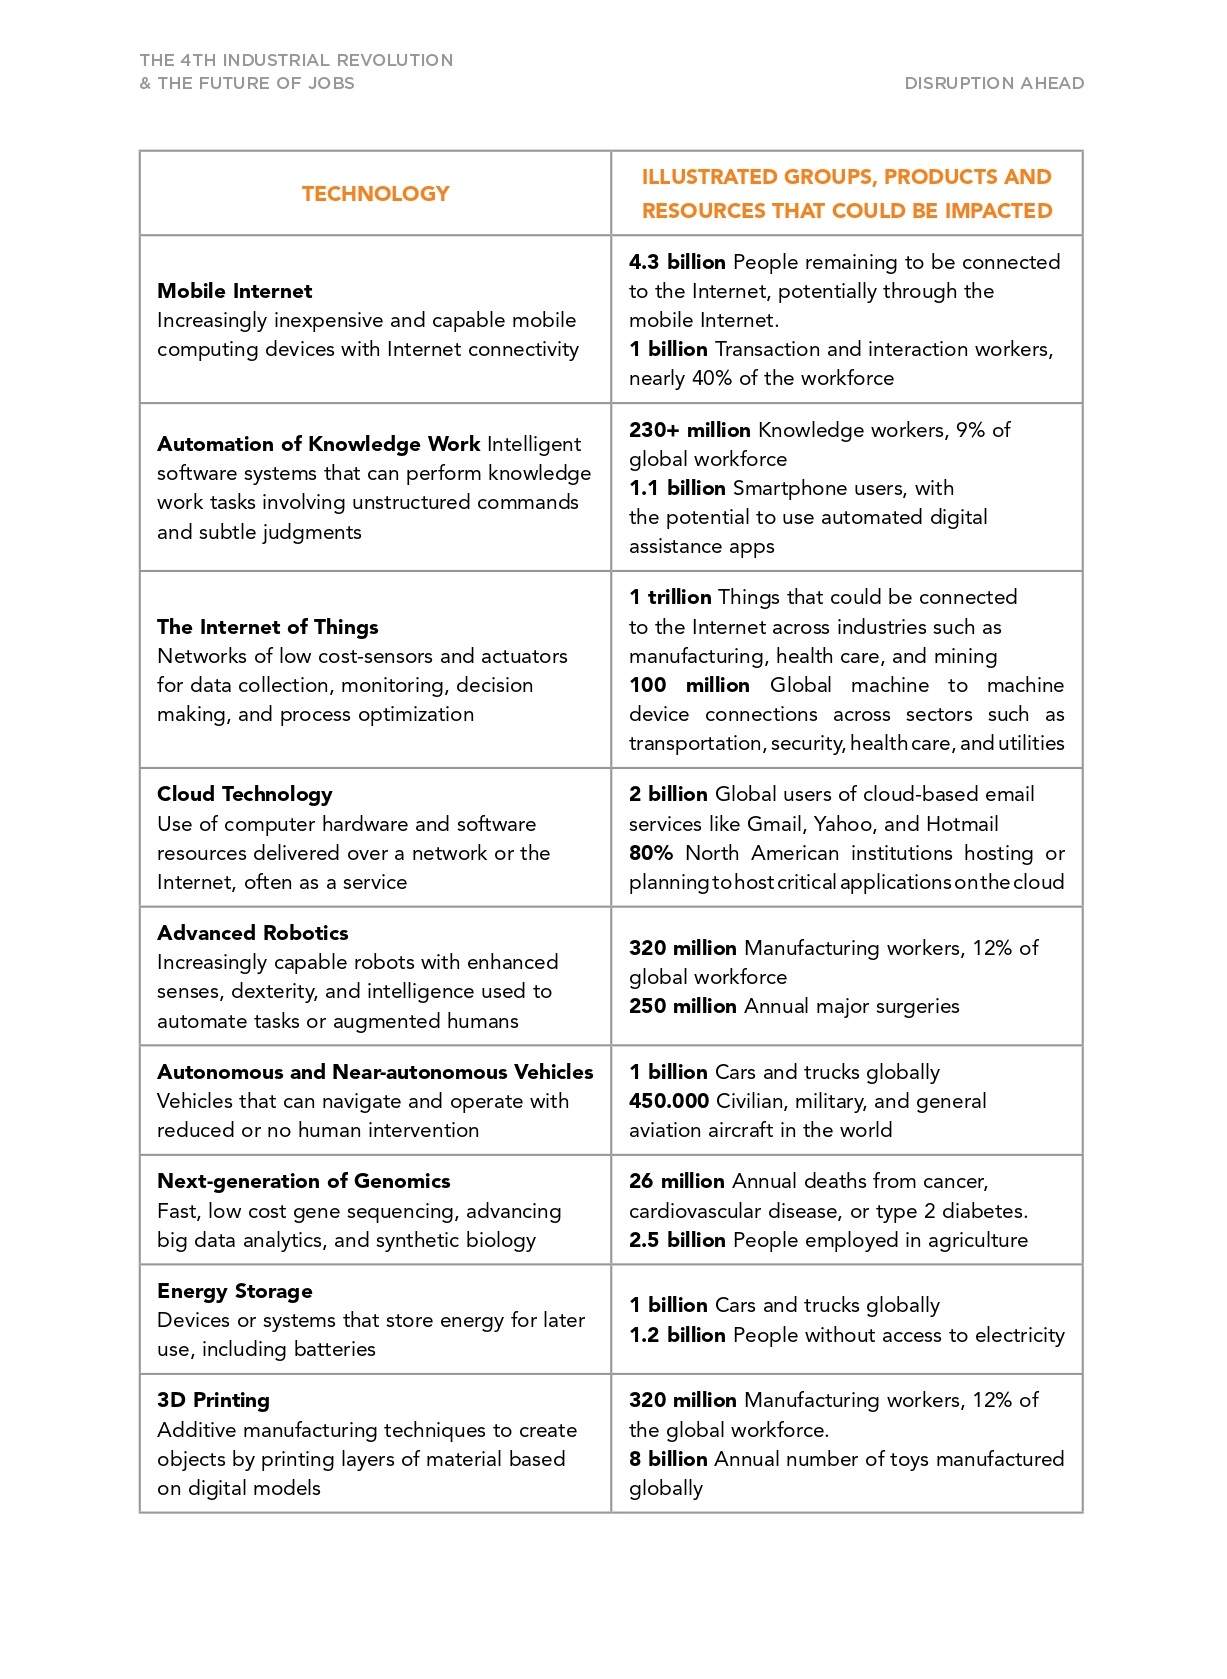 THE 4TH INDUSTRIAL REVOLUTION
& THE FUTURE OF JOBS
DISRUPTION AHEAD
TECHNOLOGY
ILLUSTRATED GROUPS, PRODUCTS AND
RESOURCES THAT COULD BE IMPACTED
Mobile Internet
Increasingly inexpensive and capable mobile
computing devices with Internet connectivity
4.3 billion People remaining to be connected
to the Internet, potentially through the
mobile Internet.
1 billion Transaction and interaction workers,
nearly 40% of the workforce
Automation of Knowledge Work Intelligent
software systems that can perform knowledge
work tasks involving unstructured commands
and subtle judgments
230+ million Knowledge workers, 9% of
global workforce
1.1 billion Smartphone users, with
the potential to use automated digital
assistance apps
The Internet of Things
Networks of low cost-sensors and actuators
for data collection, monitoring, decision
making, and process optimization
1 trillion Things that could be connected
to the Internet across industries such as
manufacturing, health care, and mining
100 million Global machine to machine
device connections across sectors such as
transportation, security, health care, and utilities
Cloud Technology
Use of computer hardware and software
resources delivered over a network or the
Internet, often as a service
2 billion Global users of cloud-based email
services like Gmail, Yahoo, and Hotmail
80% North American institutions hosting or
planning to host critical applications on the cloud
Advanced Robotics
Increasingly capable robots with enhanced
senses, dexterity, and intelligence used to
automate tasks or augmented humans
320 million Manufacturing workers, 12% of
global workforce
250 million Annual major surgeries
Autonomous and Near-autonomous Vehicles
Vehicles that can navigate and operate with
reduced or no human intervention
1 billion Cars and trucks globally
450.000 Civilian, military, and general
aviation aircraft in the world
Next-generation of Genomics
Fast, low cost gene sequencing, advancing
big data analytics, and synthetic biology
26 million Annual deaths from cancer,
cardiovascular disease, or type 2 diabetes.
2.5 billion People employed in agriculture
Energy Storage
Devices or systems that store energy for later
use, including batteries
1 billion Cars and trucks globally
1.2 billion People without access to electricity
3D Printing
Additive manufacturing techniques to create
objects by printing layers of material based
on digital models
320 million Manufacturing workers, 12% of
the global workforce.
8 billion Annual number of toys manufactured
globally